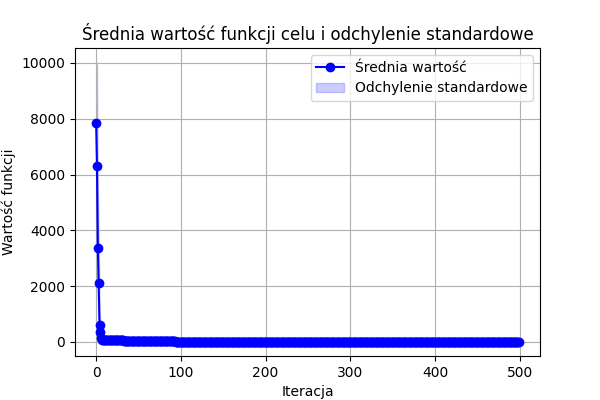 Średnia wartość funkcji celu i odchylenie standardowe
Średnia wartość
Odchylenie standardowe
Wartość funkcji
10000
8000
6000
4000
2000
0
0 100 200 300 400 500
Iteracja